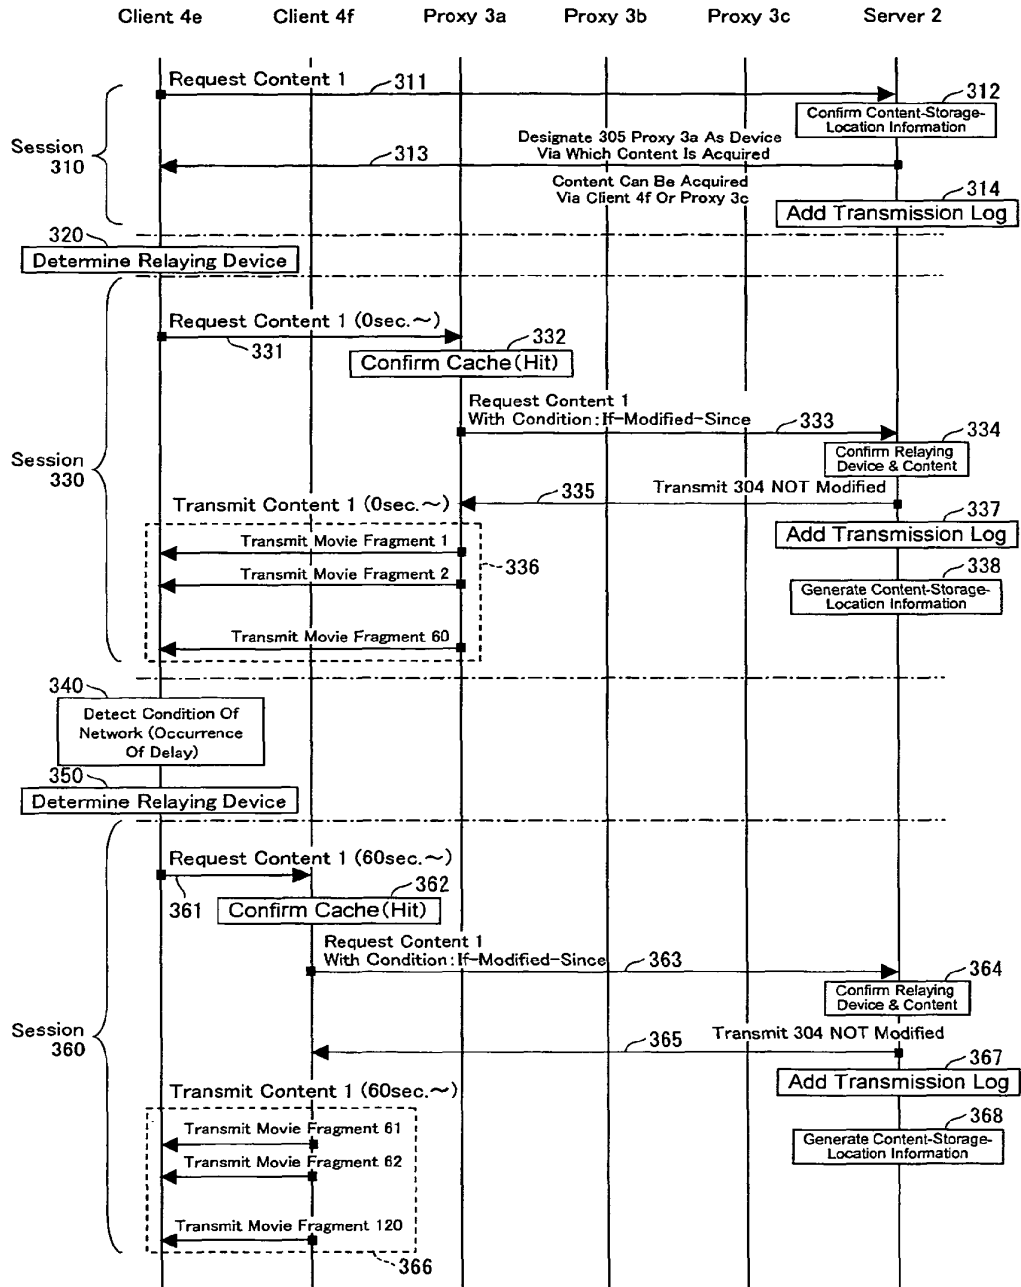 Client 4e Client 4f Proxy 3a Proxy 3b Proxy 3c Server 2
Request Content 1
311
312
Confirm Content-Storage-
Location Information
Session
310
313
Designate 305 Proxy 3a As Device
Via Which Content Is Acquired
Content Can Be Acquired
Via Client 4f Or Proxy 3c
314
Add Transmission Log
320
Determine Relaying Device
Request Content 1 (0sec.~)
331
332
Confirm Cache(Hit)
Request Content 1
With Condition:If-Modified-Since
333
334
Confirm Relaying
Device & Content
Session
330
335
Transmit 304 NOT Modified
Transmit Content 1 (0sec.~)
337
Add Transmission Log
Transmit Movie Fragment 1
336
Transmit Movie Fragment 2
338
Generate Content-Storage-
Location Information
Transmit Movie Fragment 60
340
Detect Condition Of
Network (Occurrence
Of Delay)
350
Determine Relaying Device
Request Content 1 (60sec.~)
361
362
Confirm Cache(Hit)
Request Content 1
With Condition:If-Modified-Since
363
364
Confirm Relaying
Device & Content
Session
360
365
Transmit 304 NOT Modified
367
Add Transmission Log
Transmit Content 1 (60sec.~)
Transmit Movie Fragment 61
368
Generate Content-Storage-
Location Information
Transmit Movie Fragment 62
Transmit Movie Fragment 120
366